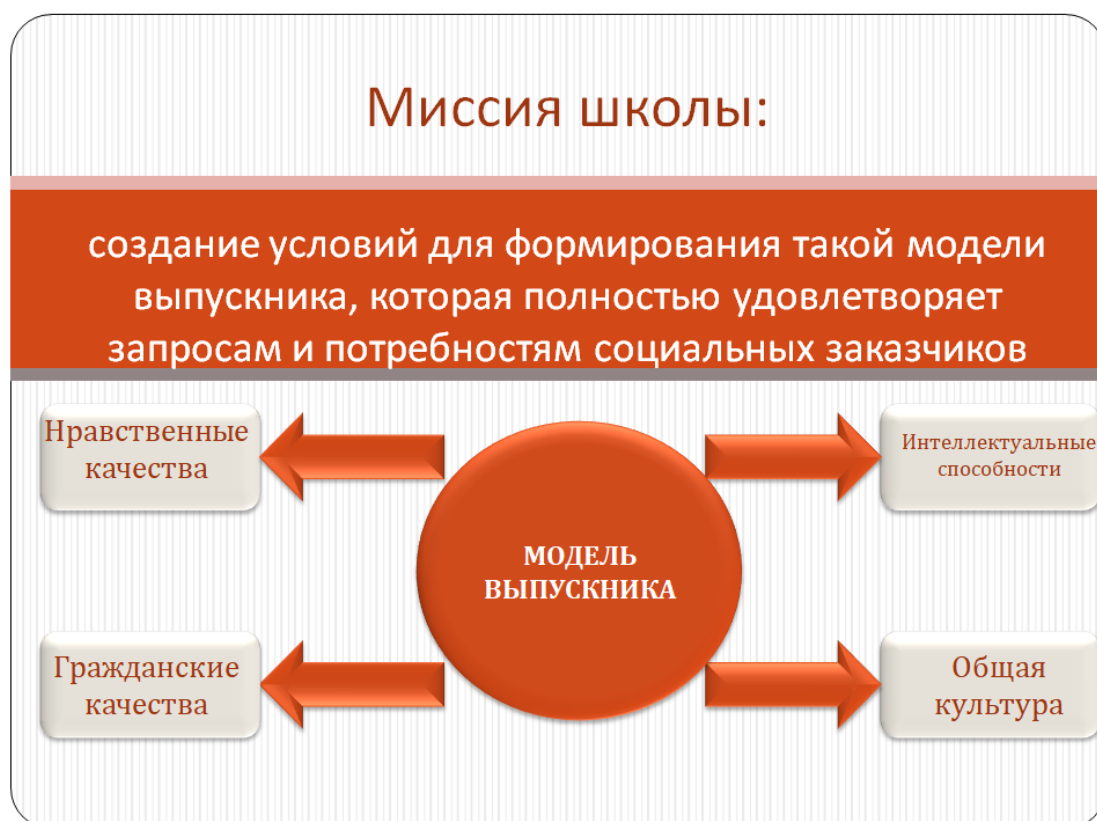 Миссия школы:
создание условий для формирования такой модели
выпускника, которая полностью удовлетворяет
запросам и потребностям социальных заказчиков
Нравственные
качества
Интеллектуальные
способности
МОДЕЛЬ
ВЫПУСКНИКА
Гражданские
качества
Общая
культура